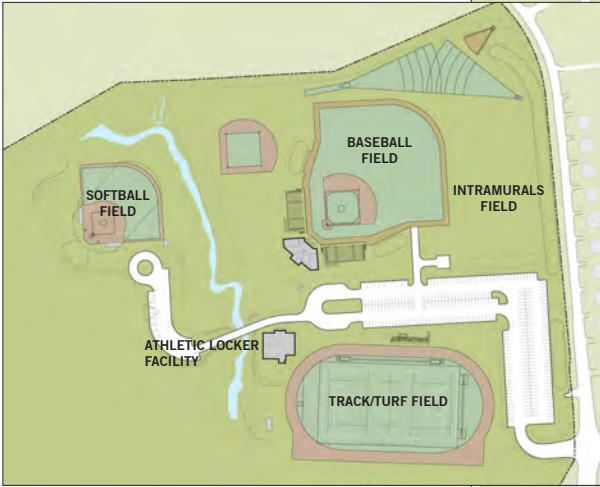 BASEBALL
FIELD
SOFTBALL
FIELD
INTRAMURALS
FIELD
ATHLETIC LOCKER
FACILITY
TRACK/TURF FIELD